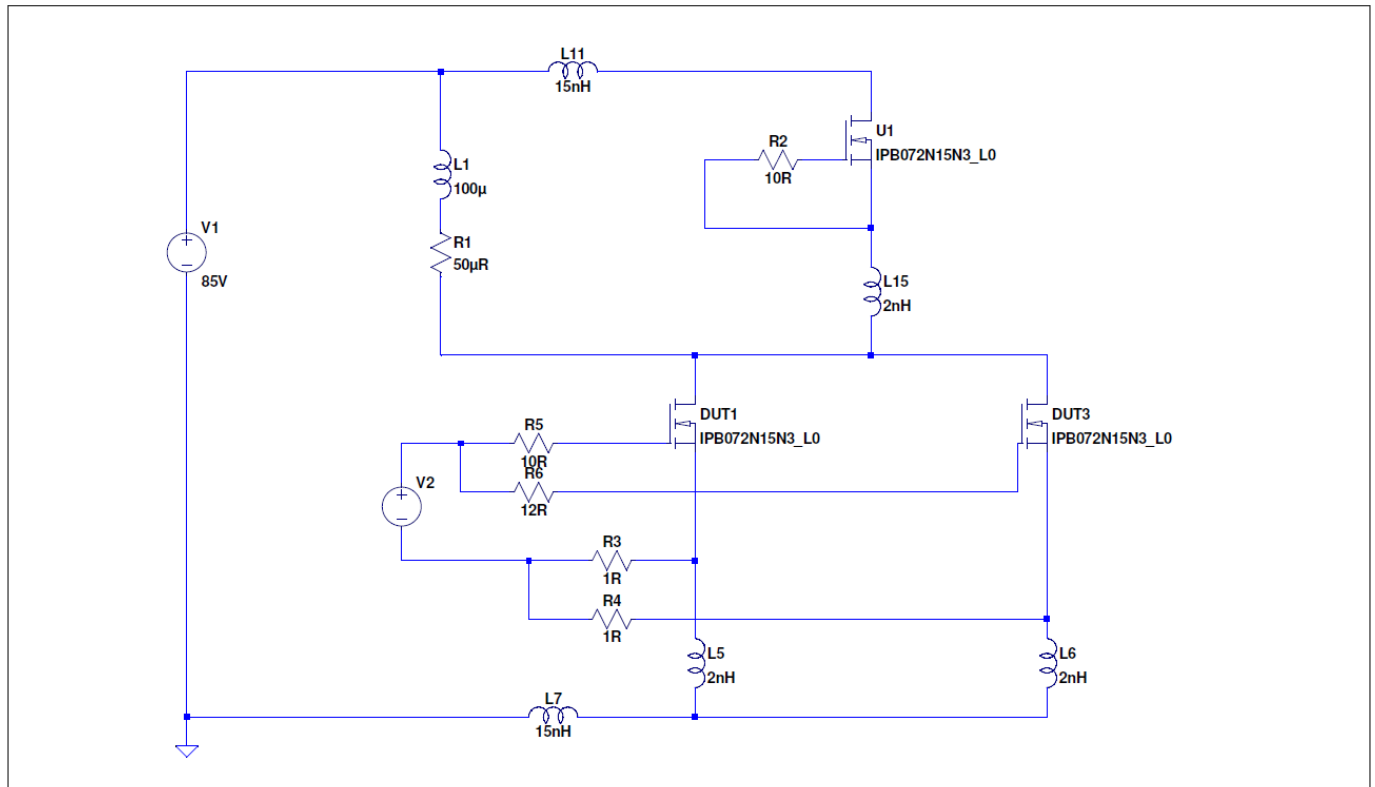 L11
15nH
U1
IPB072N15N3_L0
R2
10R
L1
100µ
V1
85V
R1
50µR
L15
2nH
DUT1
IPB072N15N3_L0
DUT3
IPB072N15N3_L0
R5
10R
R6
12R
V2
R3
1R
R4
1R
L5
2nH
L6
2nH
L7
15nH